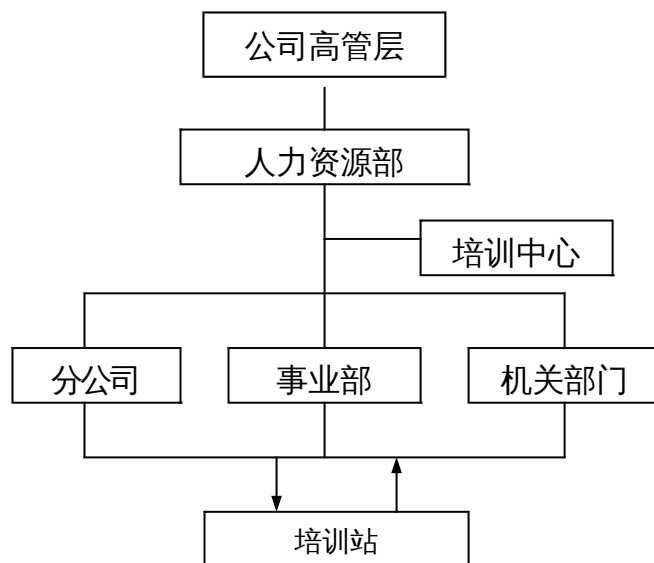 公司高管层
人力资源部
培训中心
分公司
事业部
机关部门
培训站